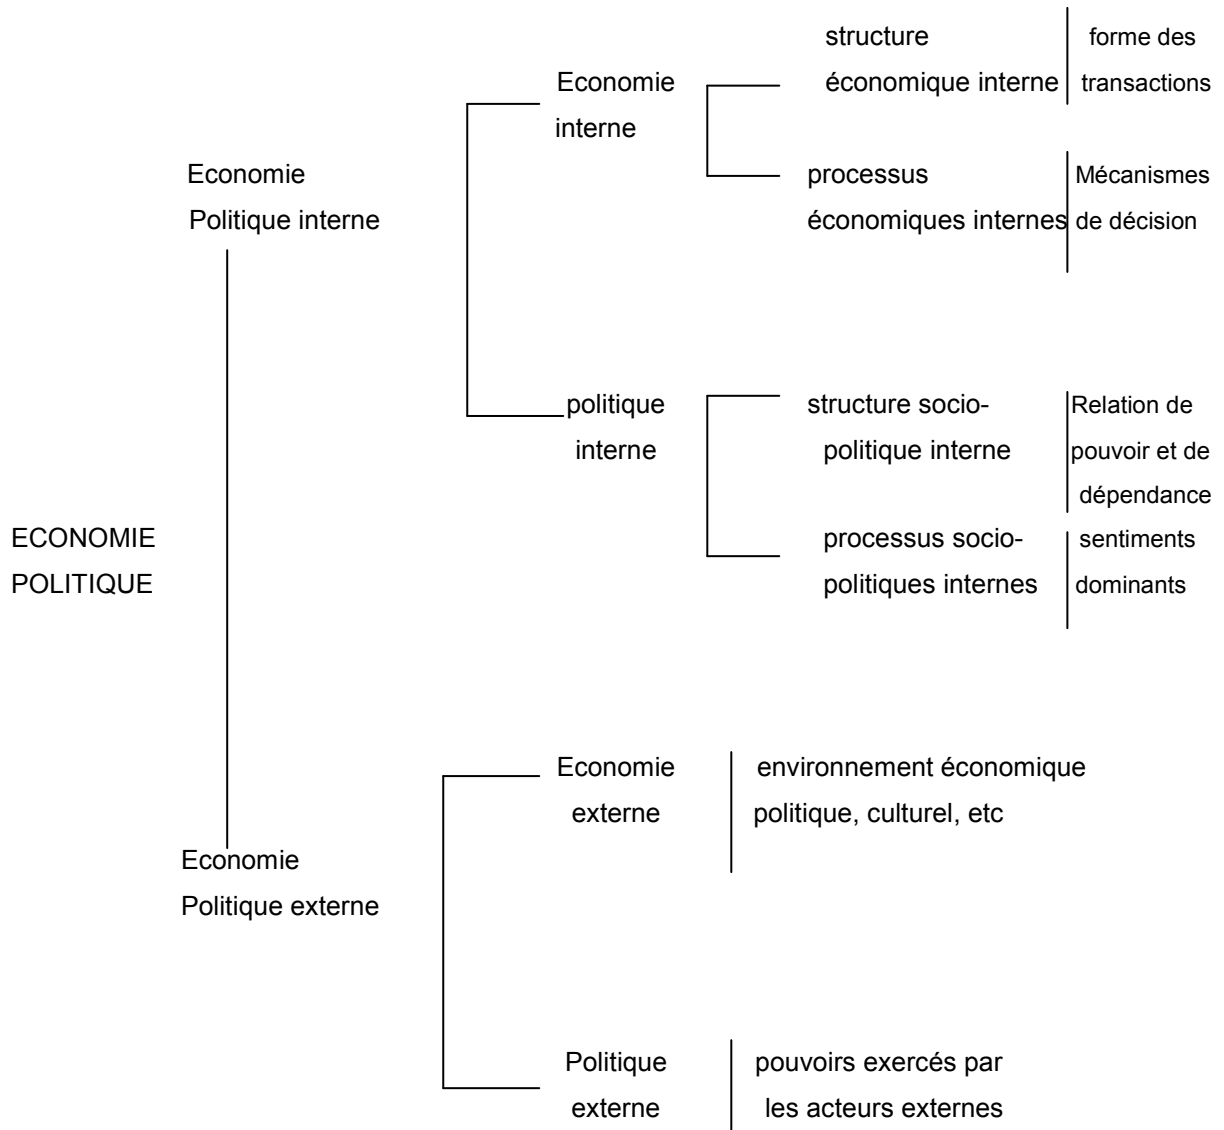 structure
économique interne
forme des
transactions
Economie
interne
processus
économiques internes
Mécanismes
de décision
Economie
Politique interne
politique
interne
structure socio-
politique interne
Relation de
pouvoir et de
dépendance
processus socio-
politiques internes
sentiments
dominants
ECONOMIE
POLITIQUE
Economie
externe
environnement économique
politique, culturel, etc
Economie
Politique externe
Politique
externe
pouvoirs exercés par
les acteurs externes